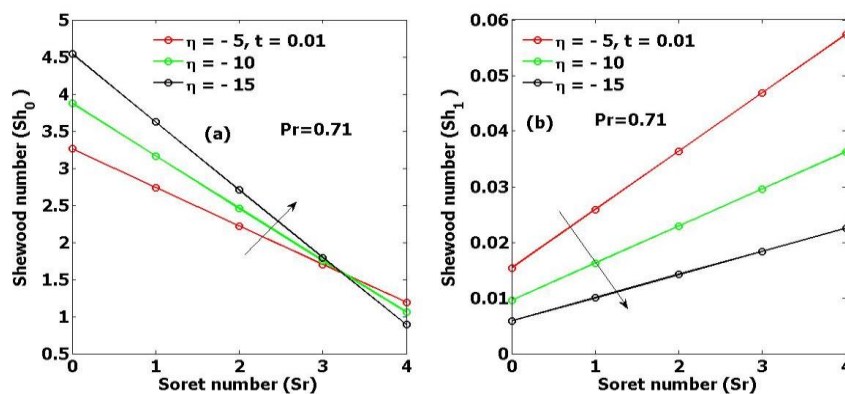 η = - 5, t = 0.01
η = - 10
η = - 15
(a)
Pr=0.71
Shewood number (Sh0)
5
4.5
4
3.5
3
2.5
2
1.5
1
0.5
0 1 2 3 4
Soret number (Sr)
η = - 5, t = 0.01
η = - 10
η = - 15
(b)
Pr=0.71
Shewood number (Sh1)
0.06
0.05
0.04
0.03
0.02
0.01
0
0 1 2 3 4
Soret number (Sr)